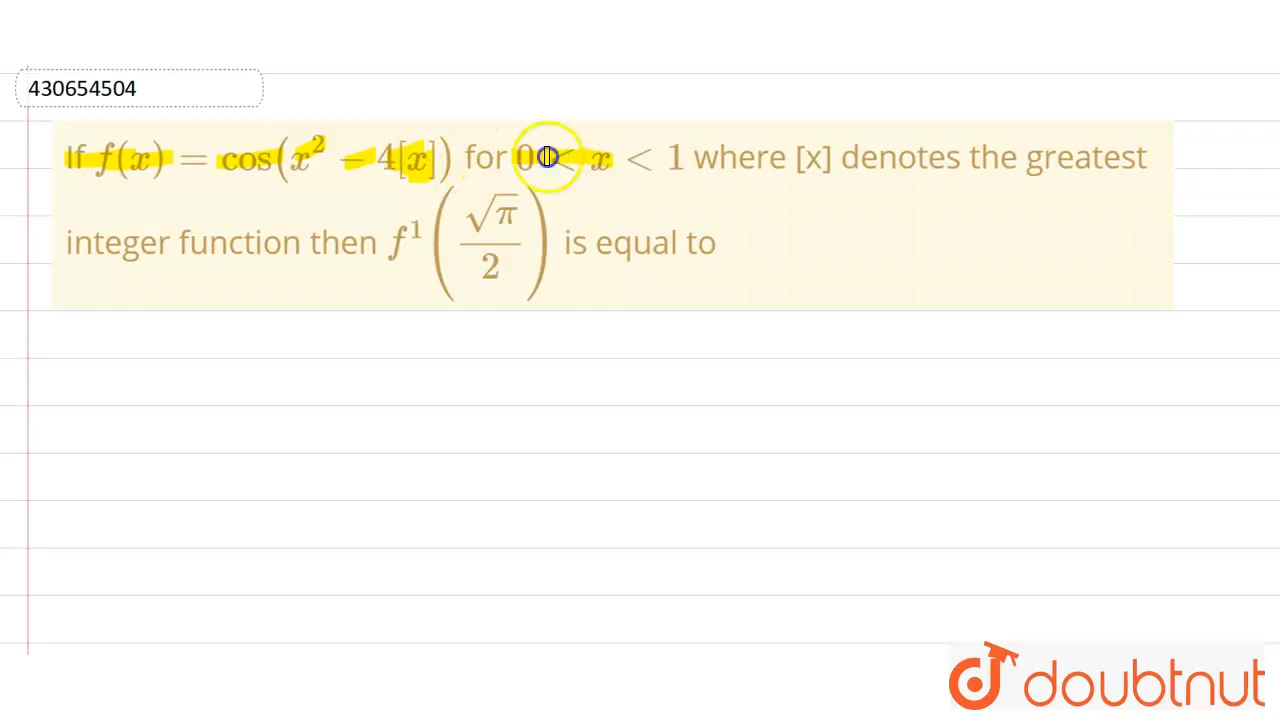 430654504
If f(x) = cos(x² − 4[x]) for 0 < x < 1 where [x] denotes the greatest
integer function then f¹(√π/2) is equal to
doubtnut